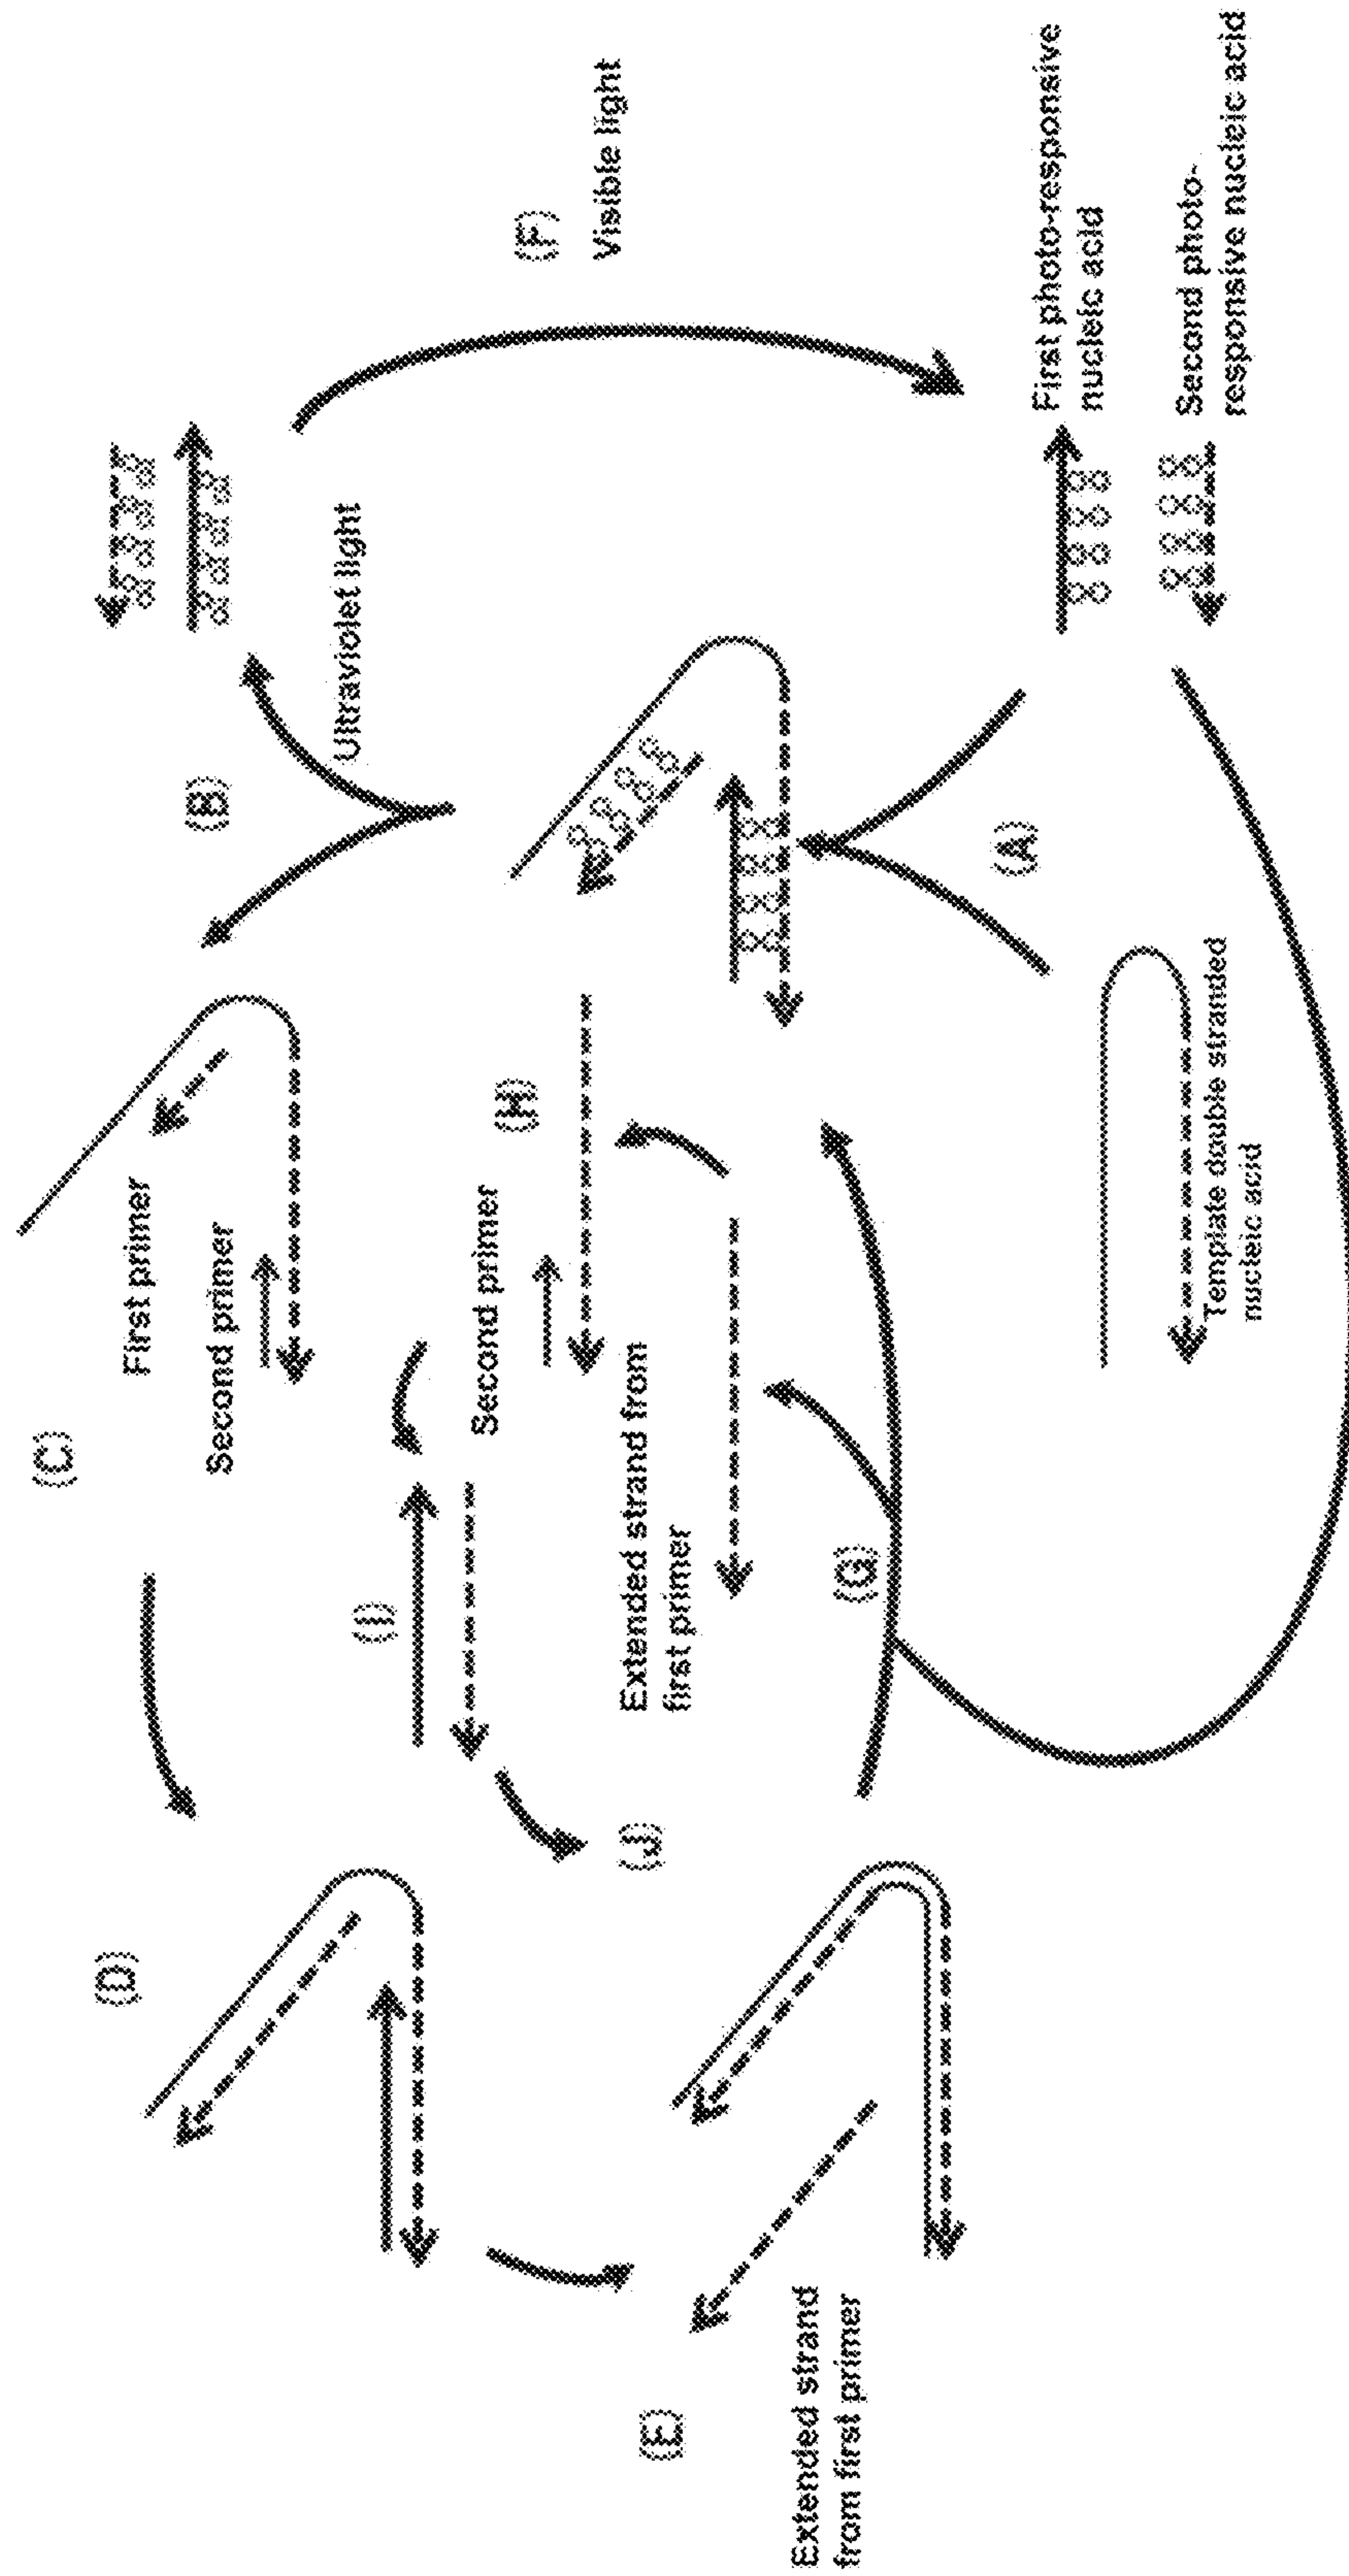 (C)
First primer
Second primer
(B)
Ultraviolet light
(D)
(I)
Second primer
(H)
(F)
Visible light
(E)
(J)
Extended strand from
first primer
Extended strand
from first primer
(G)
(A)
First photo-responsive
nucleic acid
Second photo-
responsive nucleic acid
Template double stranded
nucleic acid